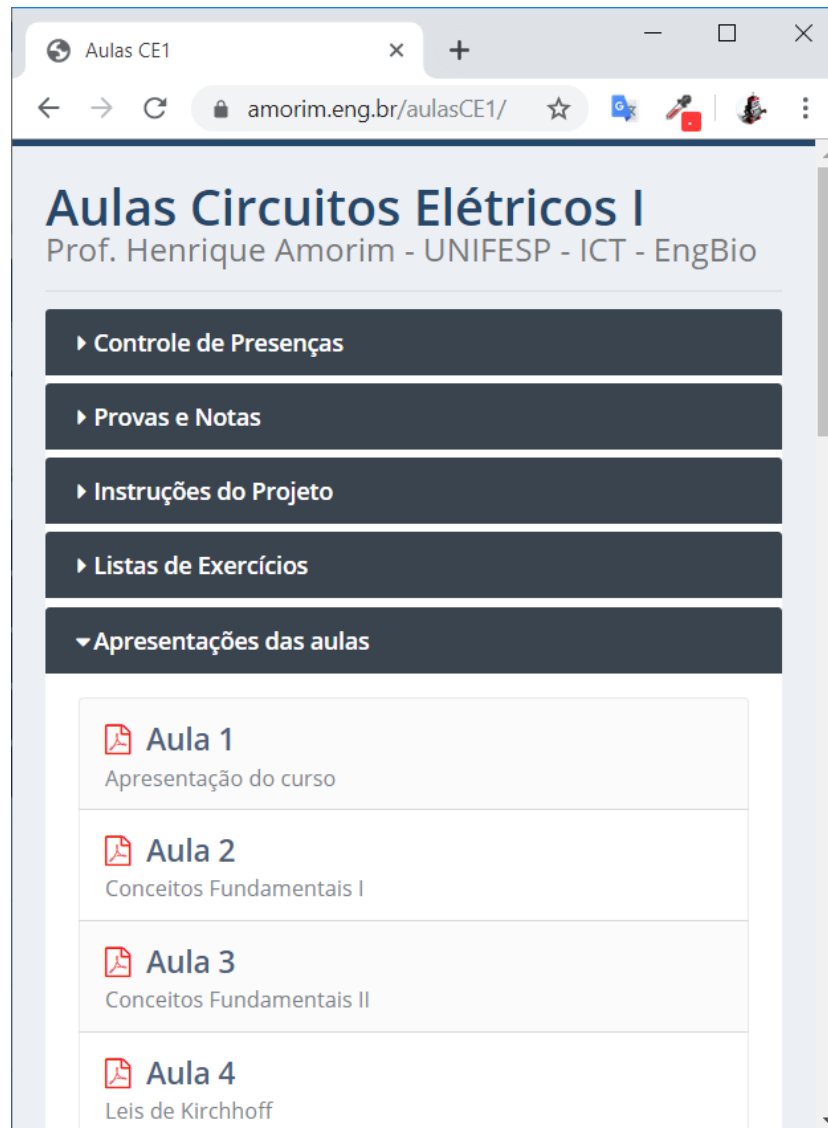 Aulas CE1
amorim.eng.br/aulasCE1/
Aulas Circuitos Elétricos I
Prof. Henrique Amorim - UNIFESP - ICT - EngBio
Controle de Presenças
Provas e Notas
Instruções do Projeto
Listas de Exercícios
Apresentações das aulas
Aula 1
Apresentação do curso
Aula 2
Conceitos Fundamentais I
Aula 3
Conceitos Fundamentais II
Aula 4
Leis de Kirchhoff